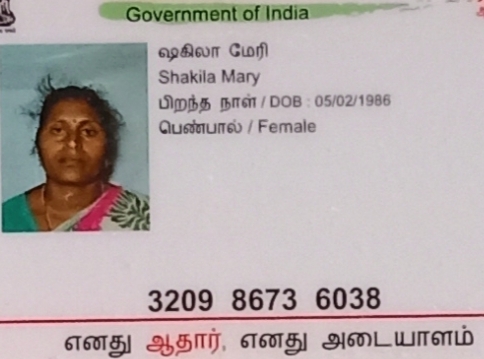 Government of India
ஷகிலா மேரி
Shakila Mary
பிறந்த நாள் / DOB : 05/02/1986
பெண்பால் / Female
3209 8673 6038
எனது ஆதார், எனது அடையாளம்